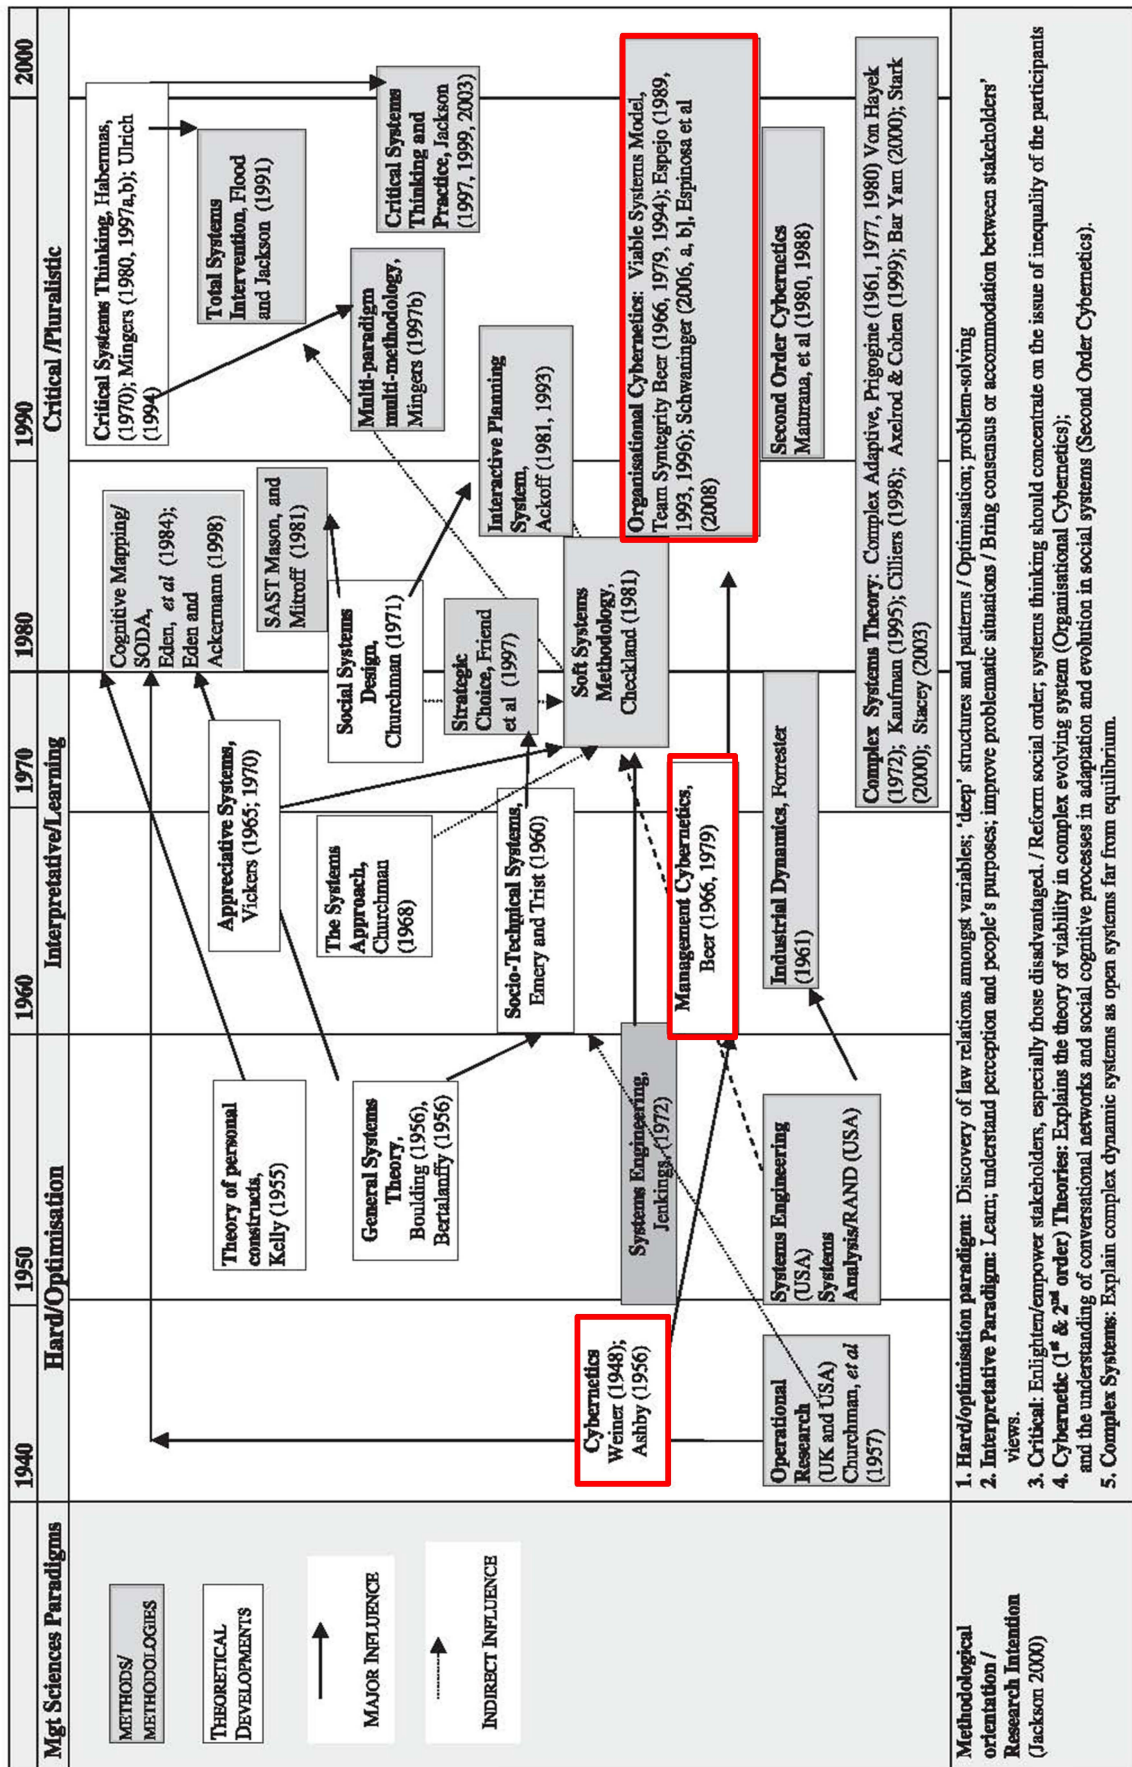 Mgt Sciences Paradigms
1940
1950
1960
1970
1980
1990
2000
Hard/Optimisation
Interpretative/Learning
Critical /Pluralistic
METHODS/
METHODOLOGIES
THEORETICAL
DEVELOPMENTS
MAJOR INFLUENCE
INDIRECT INFLUENCE
Theory of personal
constructs,
Kelly (1955)
General Systems
Theory,
Boulding (1956),
Bertalanffy (1956)
Cybernetics
Weiner (1948);
Ashby (1956)
Systems Engineering,
Jenkings, (1972)
Operational
Research
(UK and USA)
Churchman, et al
(1957)
Systems Engineering
(USA) Systems
Analysis/RAND (USA)
Appreciative Systems,
Vickers (1965; 1970)
The Systems
Approach,
Churchman
(1968)
Socio-Technical Systems,
Emery and Trist (1960)
Management Cybernetics,
Beer (1966, 1979)
Industrial Dynamics, Forrester
(1961)
Cognitive Mapping/
SODA,
Eden, et al (1984);
Eden and
Ackermann (1998)
SAST Mason, and
Mitroff (1981)
Social Systems
Design,
Churchman (1971)
Strategic
Choice, Friend
et al (1997)
Soft Systems
Methodology,
Checkland (1981)
Critical Systems Thinking, Habermas,
(1970); Mingers (1980, 1997a,b); Ulrich
(1994)
Total Systems
Intervention, Flood
and Jackson (1991)
Critical Systems
Thinking and
Practice, Jackson
(1997, 1999, 2003)
Multi-paradigm
multi-methodology,
Mingers (1997b)
Interactive Planning
System,
Ackoff (1981, 1993)
Organisational Cybernetics: Viable Systems Model,
Team Syntegrity Beer (1966, 1979, 1994); Espejo (1989,
1993, 1996); Schwaninger (2006, a, b], Espinosa et al
(2008)
Second Order Cybernetics
Maturana, et al (1980, 1988)
Complex Systems Theory: Complex Adaptive, Prigogine (1961, 1977, 1980) Von Hayek
(1972); Kaufman (1995); Cilliers (1998); Axelrod & Cohen (1999); Bar Yam (2000); Stark
(2000); Stacey (2003)
Methodological
orientation /
Research Intention
(Jackson 2000)
1. Hard/optimisation paradigm: Discovery of law relations amongst variables; 'deep' structures and patterns / Optimisation; problem-solving
2. Interpretative Paradigm: Learn; understand perception and people's purposes; improve problematic situations / Bring consensus or accommodation between stakeholders'
views.
3. Critical: Enlighten/empower stakeholders, especially those disadvantaged. / Reform social order; systems thinking should concentrate on the issue of inequality of the participants
4. Cybernetic (1st & 2nd order) Theories: Explains the theory of viability in complex evolving system (Organisational Cybernetics);
and the understanding of conversational networks and social cognitive processes in adaptation and evolution in social systems (Second Order Cybernetics).
5. Complex Systems: Explain complex dynamic systems as open systems far from equilibrium.